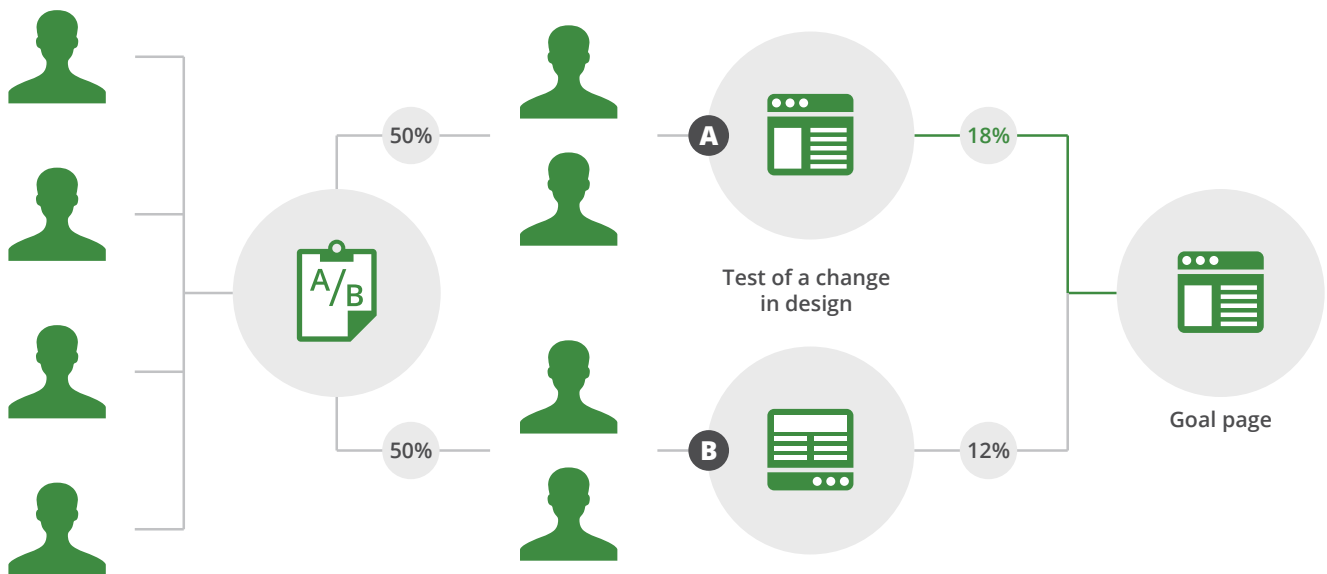 50%
A
18%
A/B
Test of a change
in design
50%
B
12%
Goal page